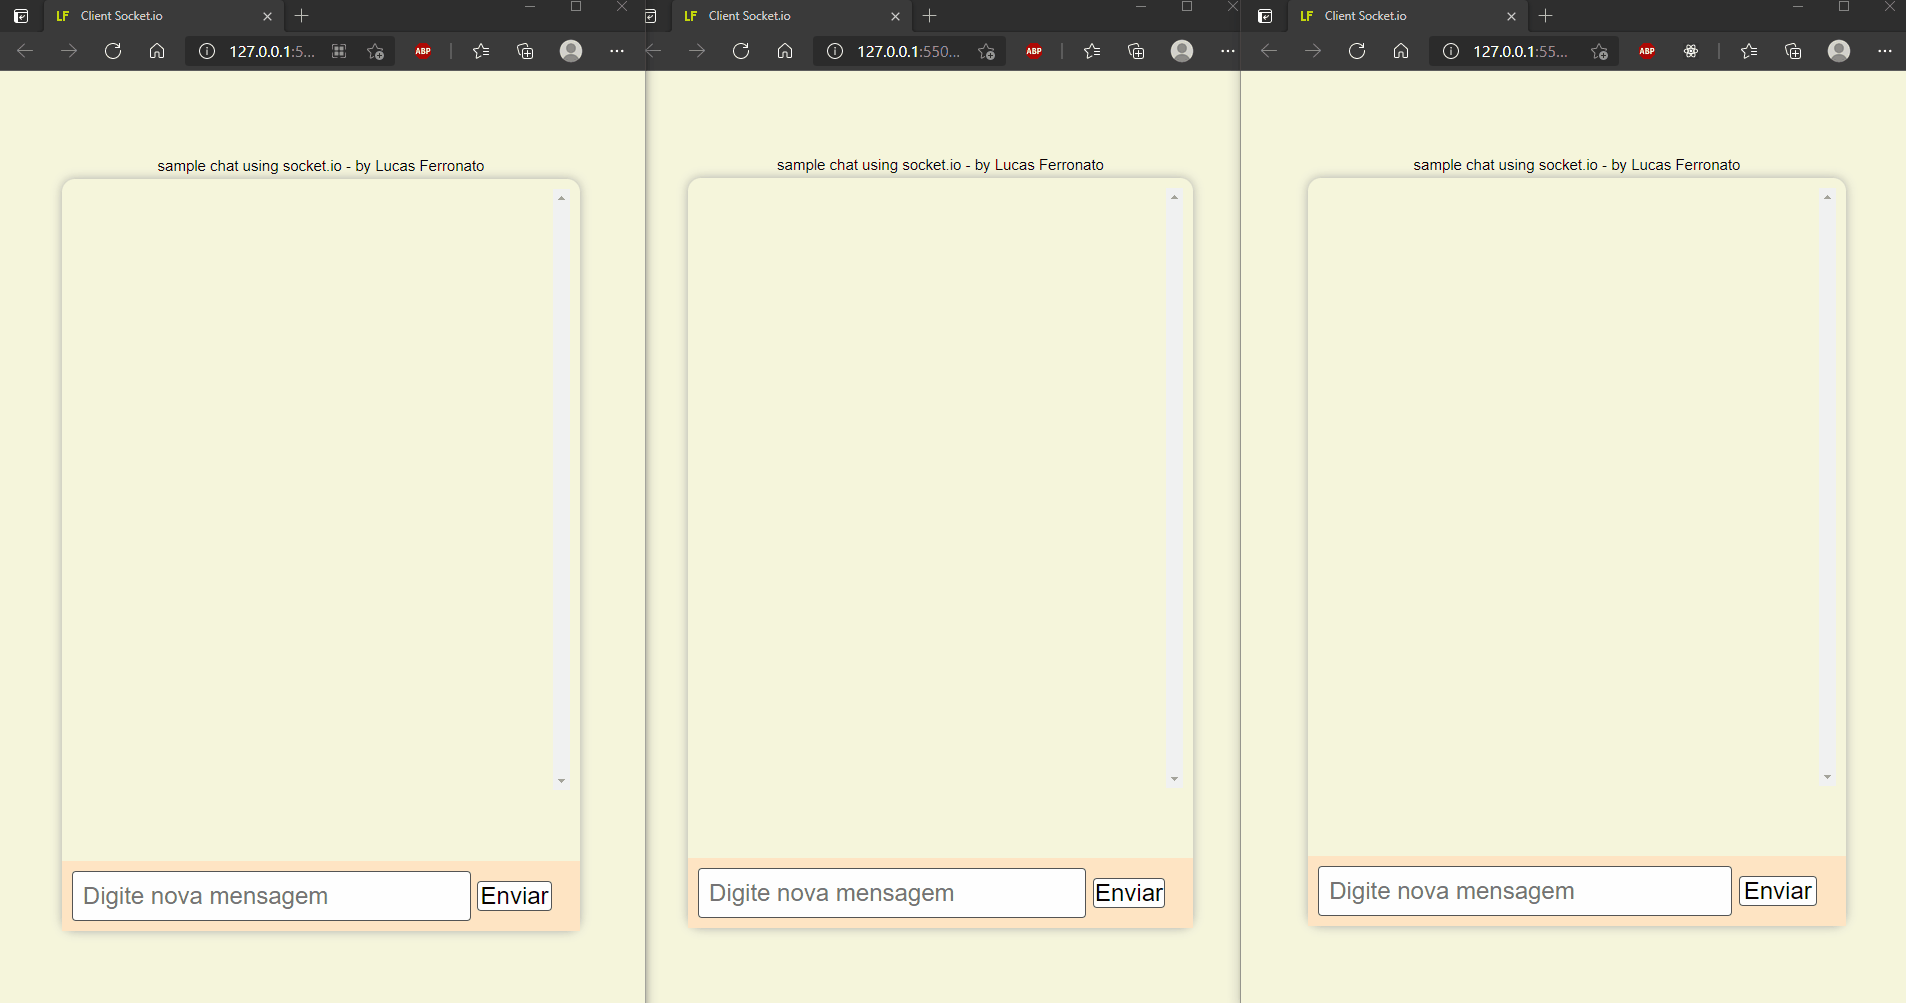 LF Client Socket.io
127.0.0.1:5... ABP
sample chat using socket.io - by Lucas Ferronato
Digite nova mensagem Enviar
LF Client Socket.io
127.0.0.1:550... ABP
sample chat using socket.io - by Lucas Ferronato
Digite nova mensagem Enviar
LF Client Socket.io
127.0.0.1:55... ABP
sample chat using socket.io - by Lucas Ferronato
Digite nova mensagem Enviar